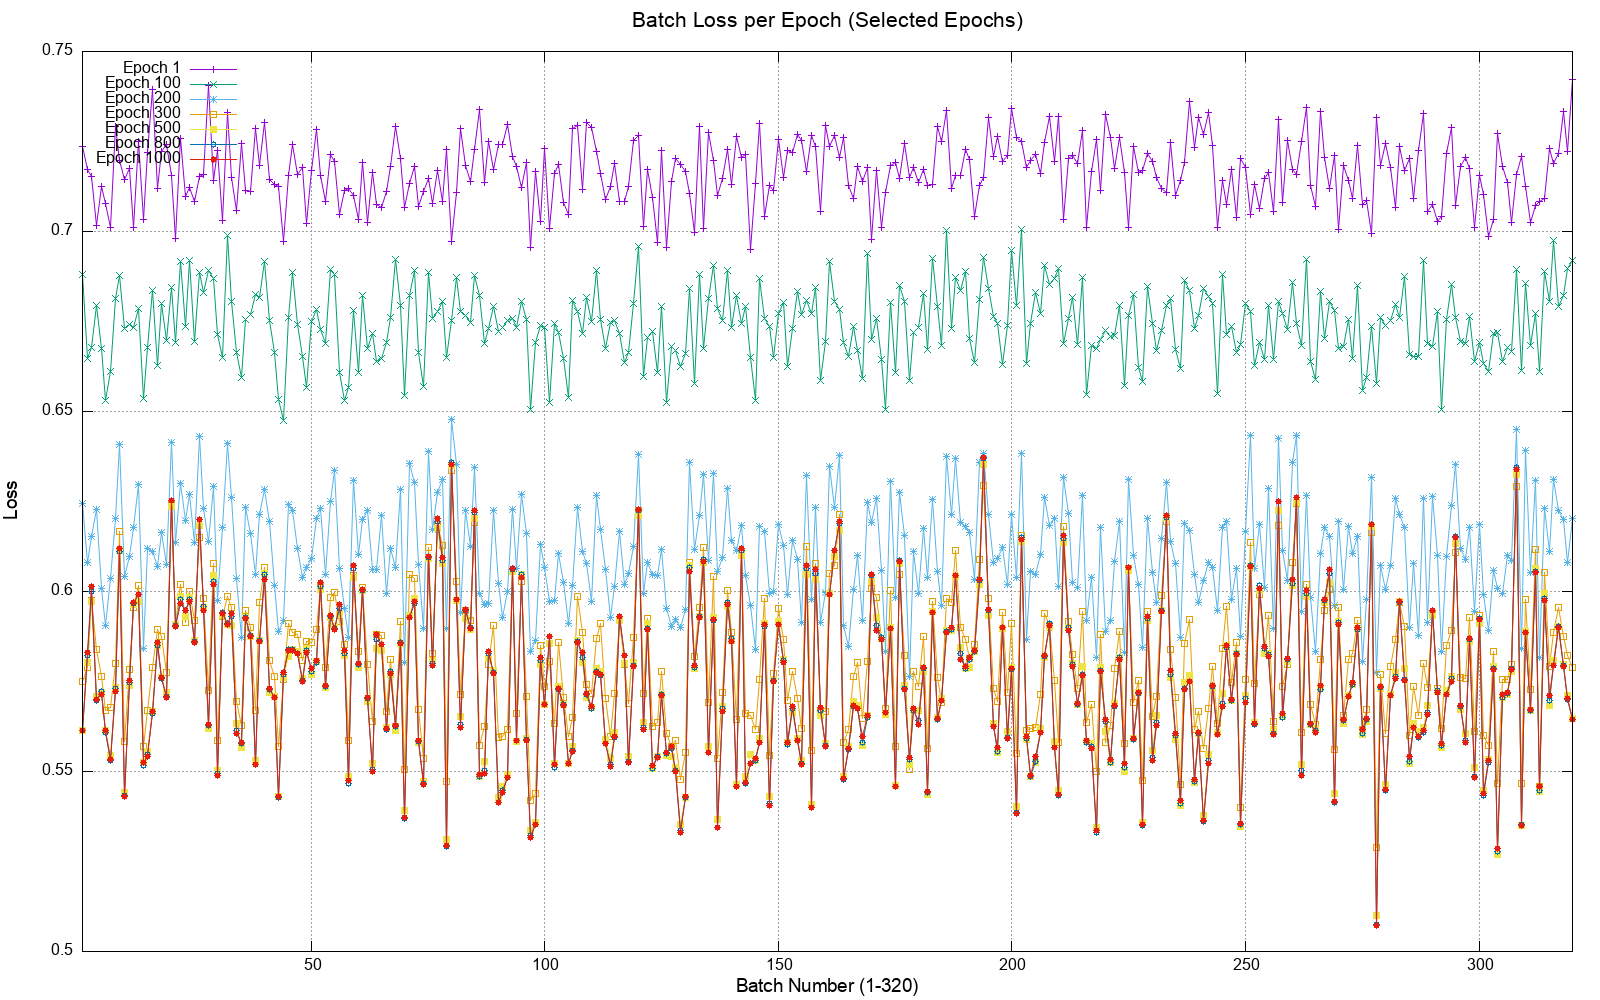 Batch Loss per Epoch (Selected Epochs)
0.75
Epoch 1
Epoch 100
Epoch 200
Epoch 300
Epoch 500
Epoch 800
Epoch 1000
0.7
0.65
Loss
0.6
0.55
0.5
50
100
150
200
250
300
Batch Number (1-320)